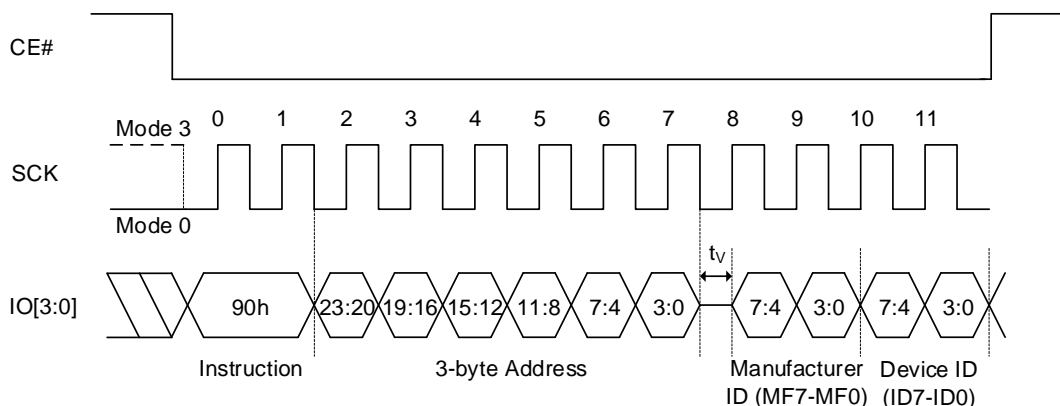 CE#
0 1 2 3 4 5 6 7 8 9 10 11
Mode 3
SCK
Mode 0
tV
IO[3:0]
90h 23:20 19:16 15:12 11:8 7:4 3:0 7:4 3:0 7:4 3:0
Instruction 3-byte Address Manufacturer Device ID
ID (MF7-MF0) (ID7-ID0)